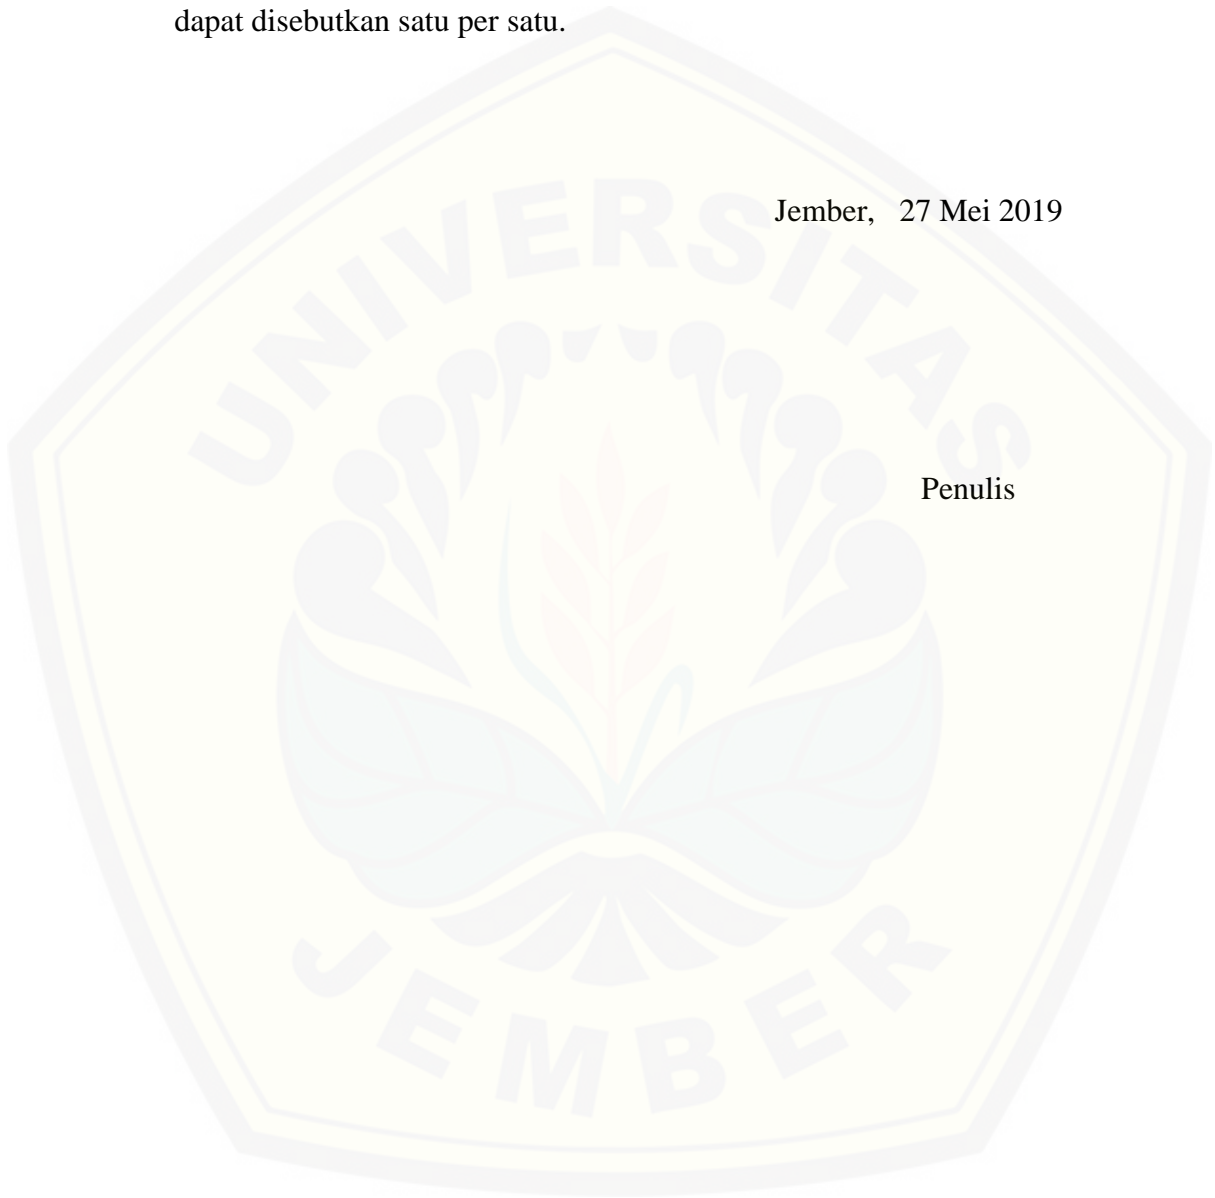 dapat disebutkan satu per satu.
Jember, 27 Mei 2019
UNIVERSITAS
Penulis
JEMBER